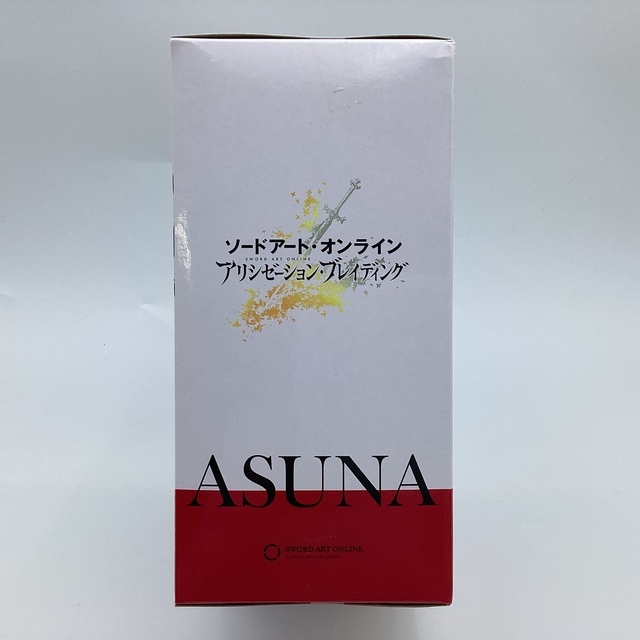 ソードアート・オンライン
SWORD ART ONLINE
アリシゼーション・ブレイディング
ASUNA
SWORD ART ONLINE